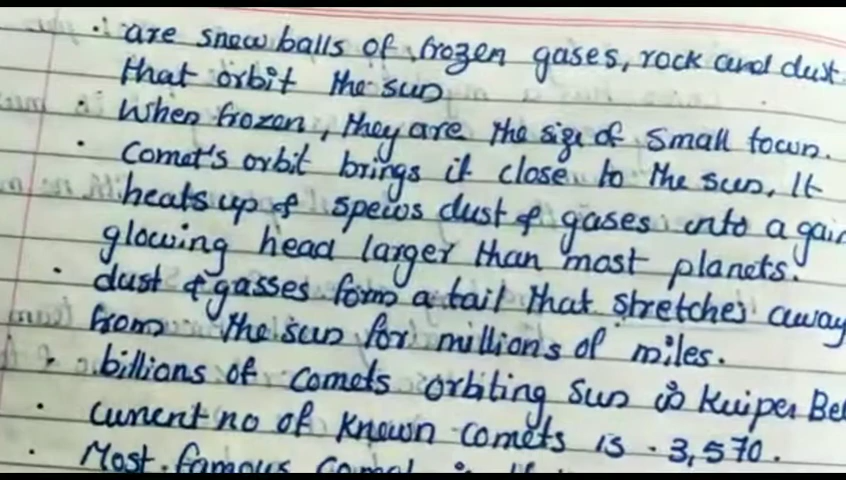 . are snow balls of frozen gases, rock and dust
that orbit the sun
. When frozen, they are the size of small town.
. Comet's orbit brings it close to the sun. It
heats up & spews dust & gases into a
glowing head larger than most planets.
. dust & gasses form a tail that stretches away
from the sun for millions of miles.
. billions of comets orbiting Sun in Kuiper Be
. current no of known comets is . 3,570.
. Most famous Comet